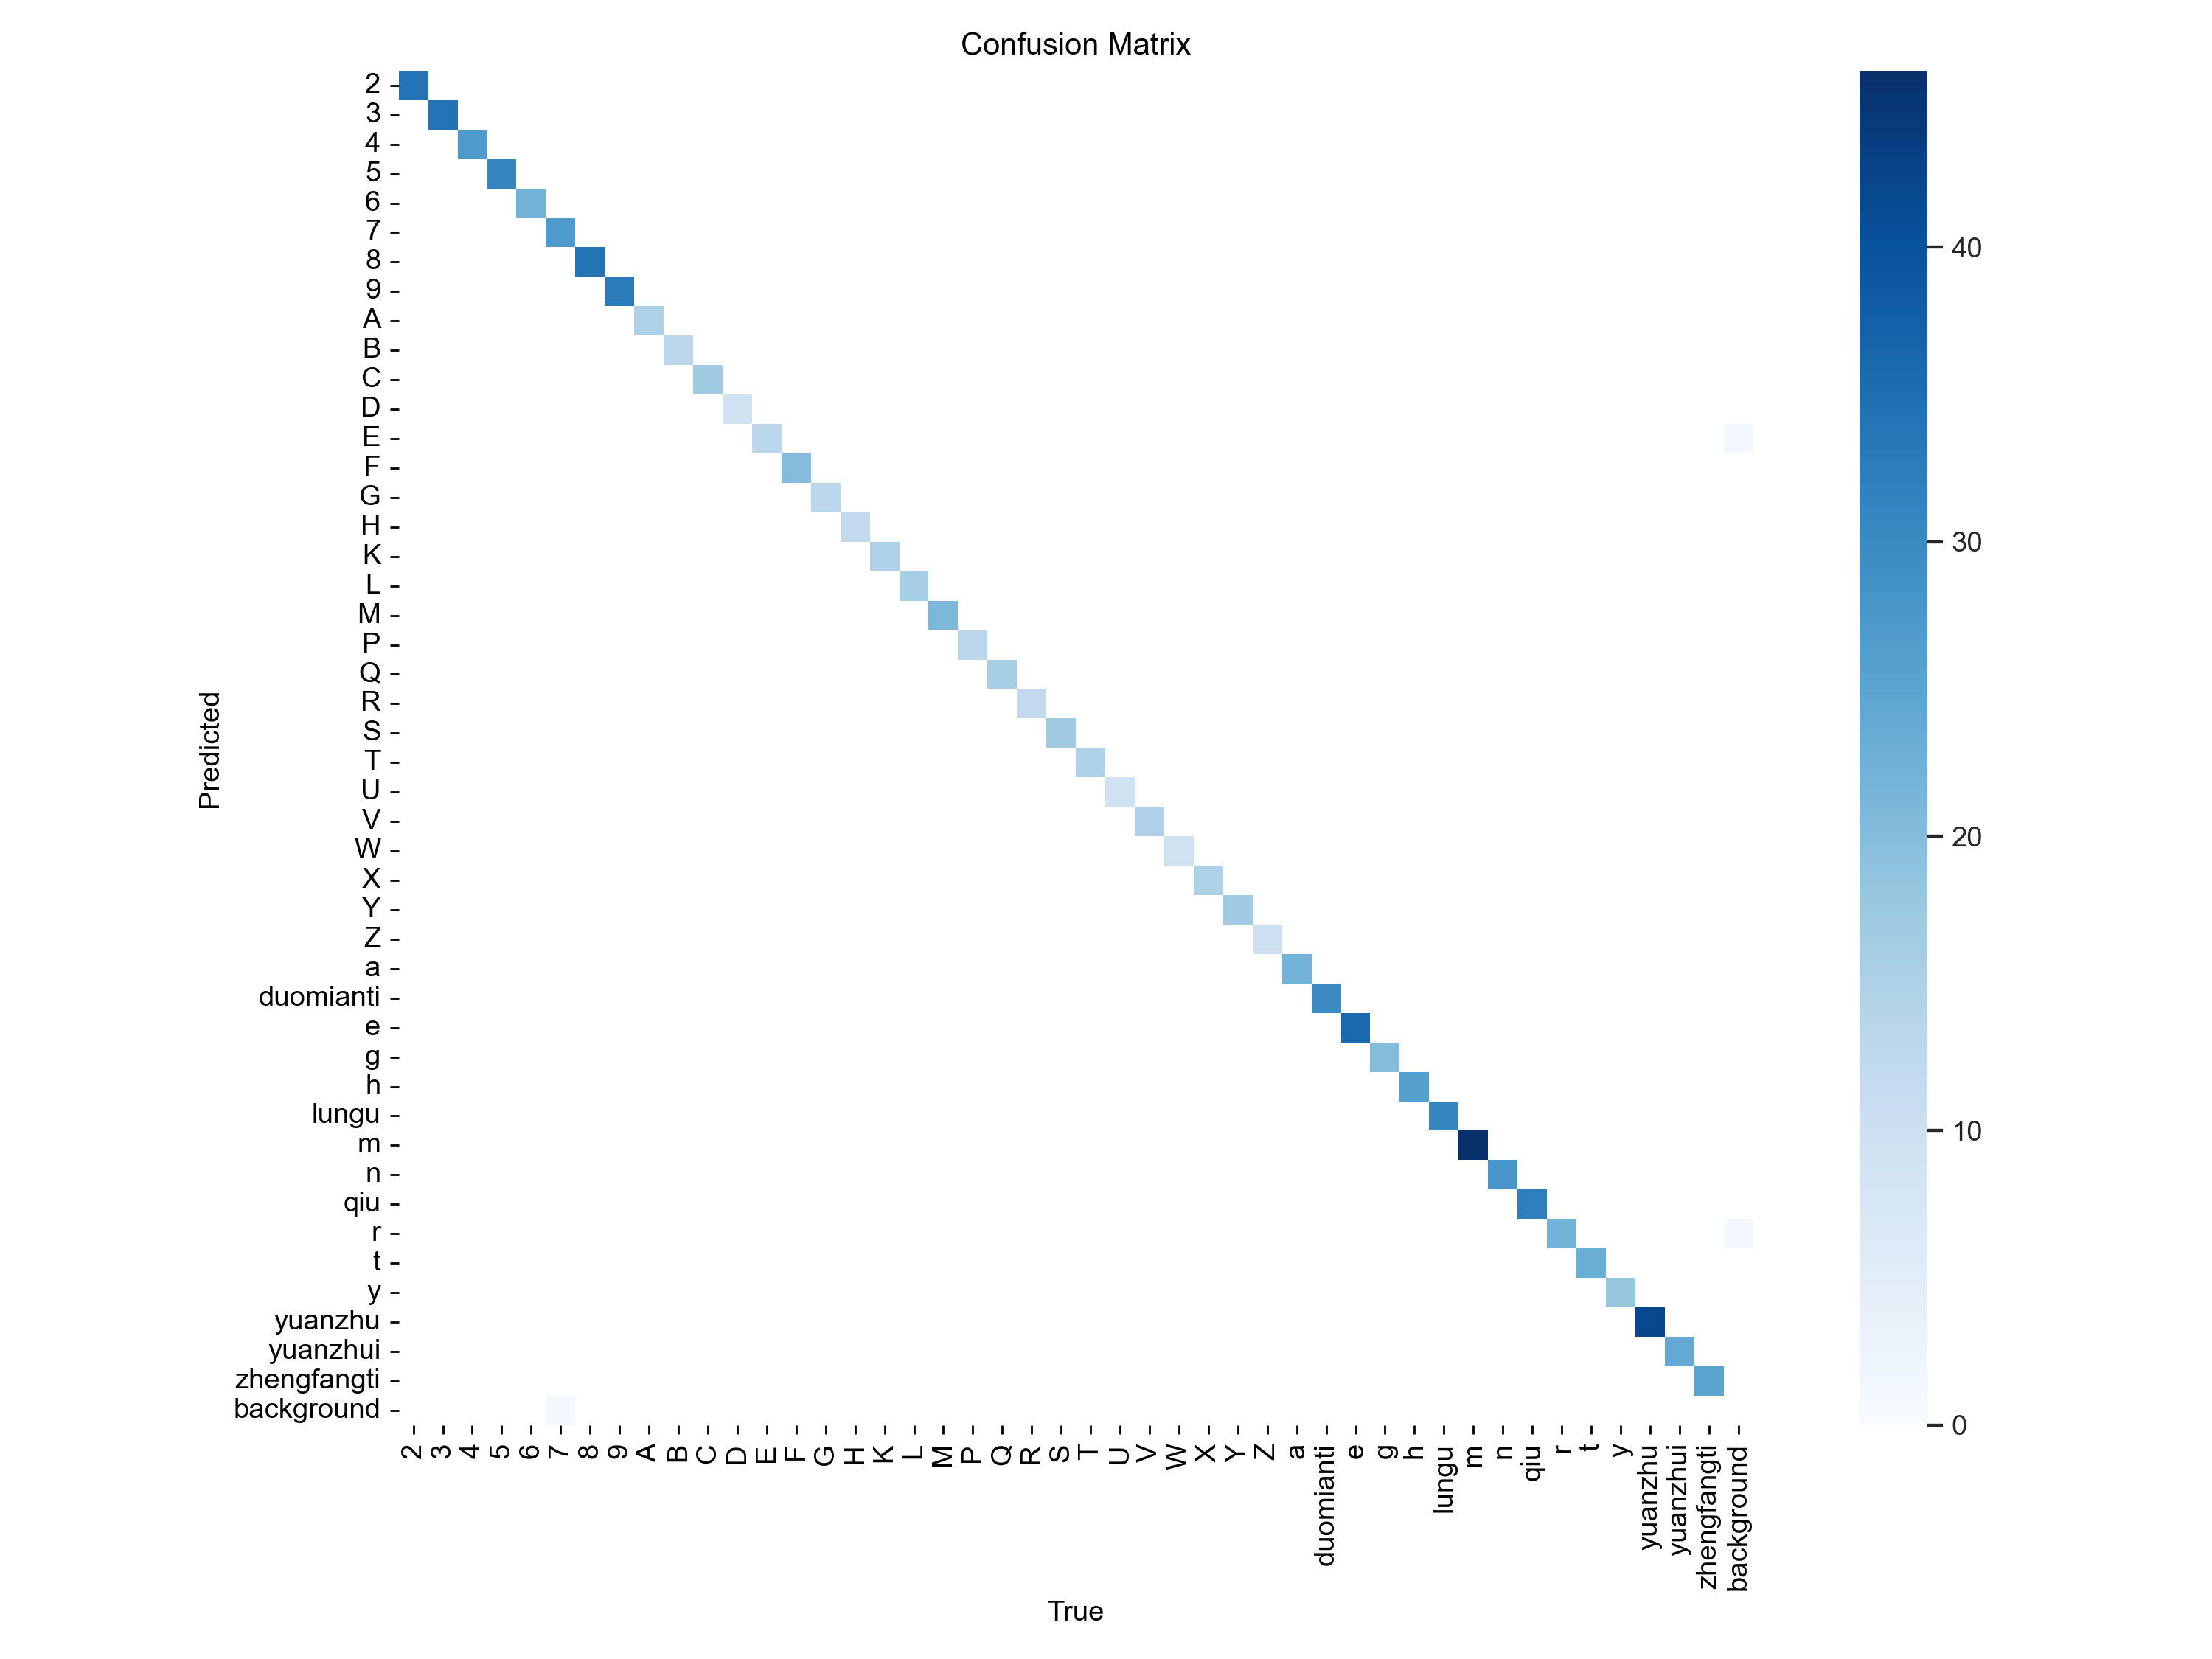 Confusion Matrix
2
3
4
5
6
7
8
9
A
B
C
D
E
F
G
H
K
L
M
P
Q
R
S
T
U
V
W
X
Y
Z
a
duomianti
e
g
h
lungu
m
n
qiu
r
t
y
yuanzhu
yuanzhui
zhengfangti
background
Predicted
2 3 4 5 6 7 8 9 A B C D E F G H K L M P Q R S T U V W X Y Z a duomianti e g h lungu m n qiu r t y yuanzhu yuanzhui zhengfangti background
True
40
30
20
10
0